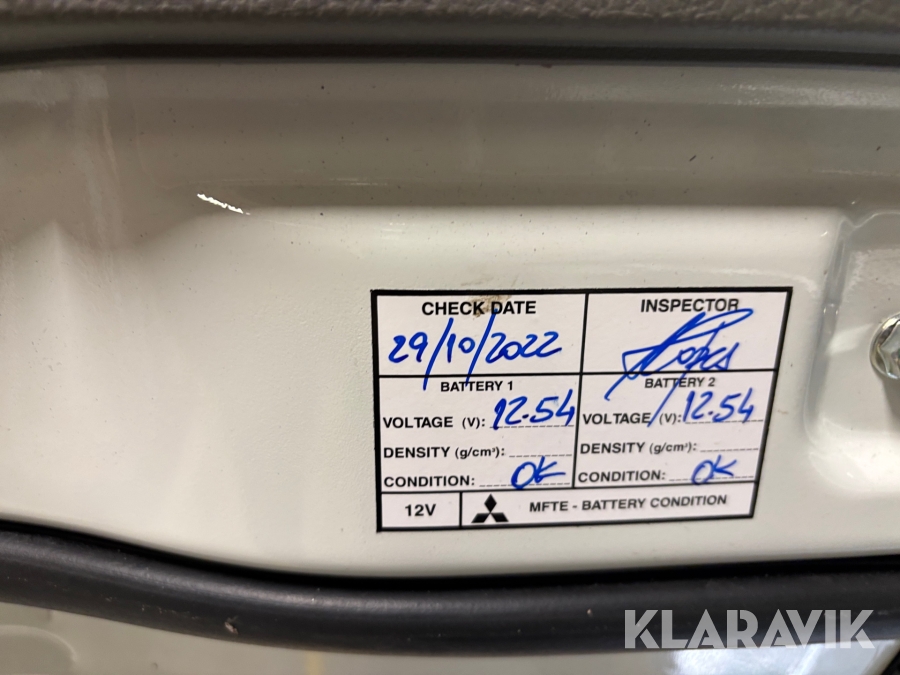 CHECK DATE INSPECTOR
29/10/2022
BATTERY 1 BATTERY 2
VOLTAGE (V): 12.54 VOLTAGE (V): 12.54
DENSITY (g/cm³): DENSITY (g/cm³):
CONDITION: OK CONDITION: OK
12V MFTE - BATTERY CONDITION
KLARAVIK